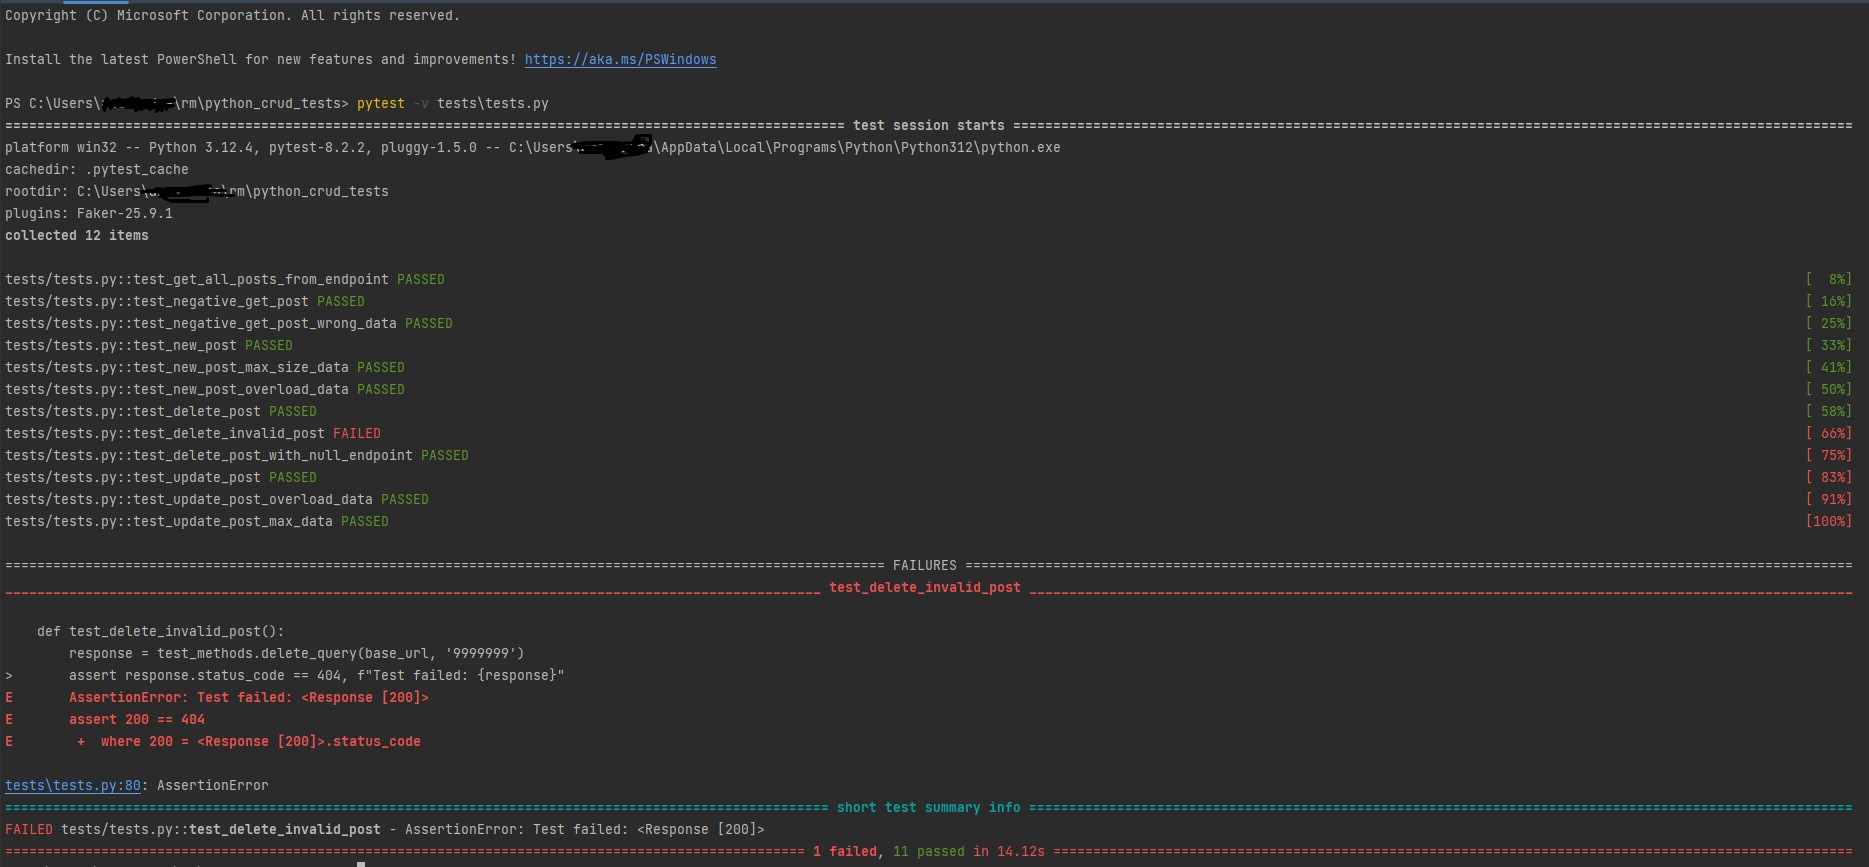 Copyright (C) Microsoft Corporation. All rights reserved.
Install the latest PowerShell for new features and improvements! https://aka.ms/PSWindows
PS C:\Users\ \rm\python_crud_tests> pytest -v tests\tests.py
=== test session starts ===
platform win32 -- Python 3.12.4, pytest-8.2.2, pluggy-1.5.0 -- C:\Users\ \AppData\Local\Programs\Python\Python312\python.exe
cachedir: .pytest_cache
rootdir: C:\Users\ \rm\python_crud_tests
plugins: Faker-25.9.1
collected 12 items
tests/tests.py::test_get_all_posts_from_endpoint PASSED [  8%]
tests/tests.py::test_negative_get_post PASSED [ 16%]
tests/tests.py::test_negative_get_post_wrong_data PASSED [ 25%]
tests/tests.py::test_new_post PASSED [ 33%]
tests/tests.py::test_new_post_max_size_data PASSED [ 41%]
tests/tests.py::test_new_post_overload_data PASSED [ 50%]
tests/tests.py::test_delete_post PASSED [ 58%]
tests/tests.py::test_delete_invalid_post FAILED [ 66%]
tests/tests.py::test_delete_post_with_null_endpoint PASSED [ 75%]
tests/tests.py::test_update_post PASSED [ 83%]
tests/tests.py::test_update_post_overload_data PASSED [ 91%]
tests/tests.py::test_update_post_max_data PASSED [100%]
=== FAILURES ===
___ test_delete_invalid_post ___
    def test_delete_invalid_post():
        response = test_methods.delete_query(base_url, '9999999')
>       assert response.status_code == 404, f"Test failed: {response}"
E       AssertionError: Test failed: <Response [200]>
E       assert 200 == 404
E        +  where 200 = <Response [200]>.status_code
tests\tests.py:80: AssertionError
=== short test summary info ===
FAILED tests/tests.py::test_delete_invalid_post - AssertionError: Test failed: <Response [200]>
=== 1 failed, 11 passed in 14.12s ===